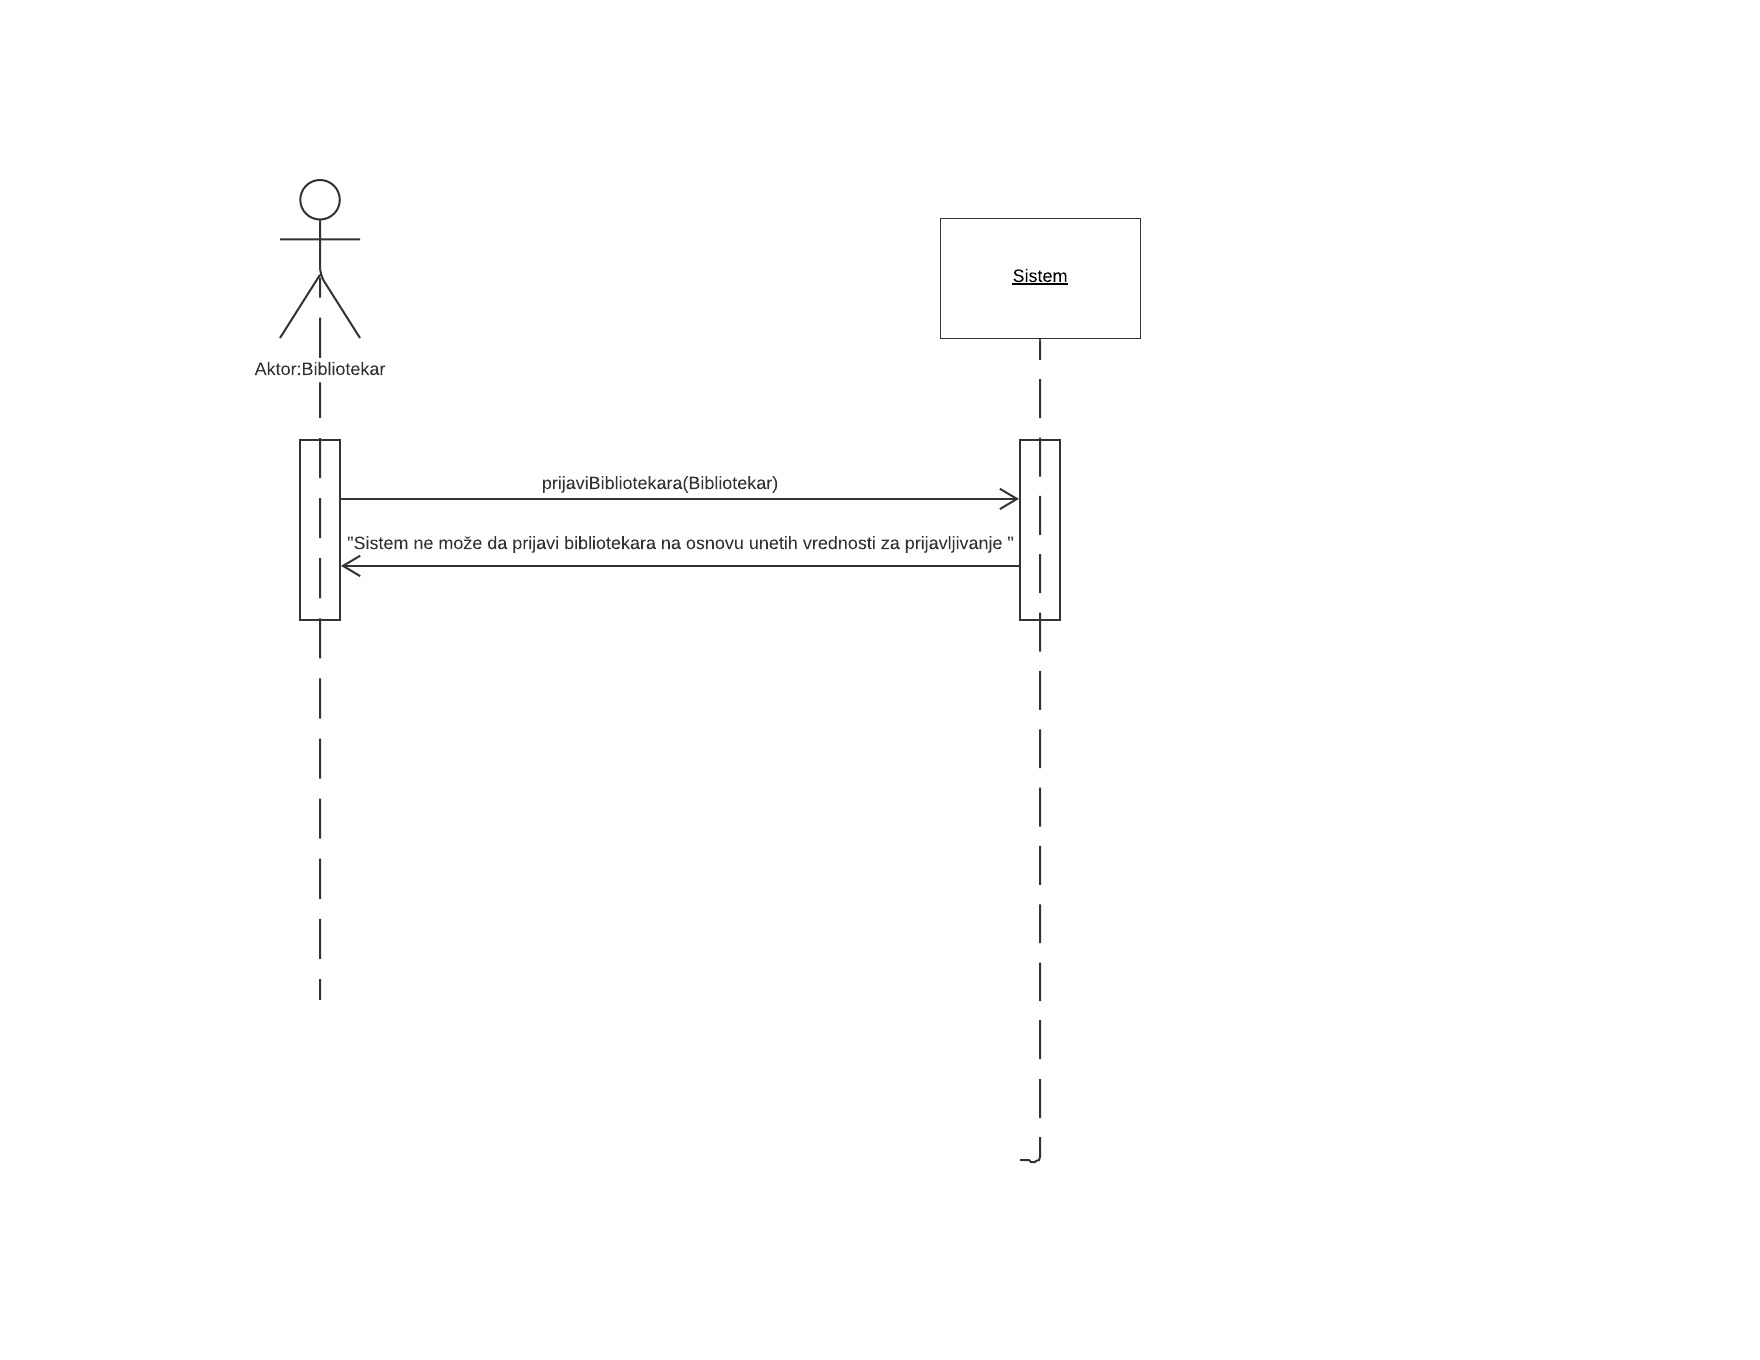 Sistem
Aktor:Bibliotekar
prijaviBibliotekara(Bibliotekar)
"Sistem ne može da prijavi bibliotekara na osnovu unetih vrednosti za prijavljivanje "